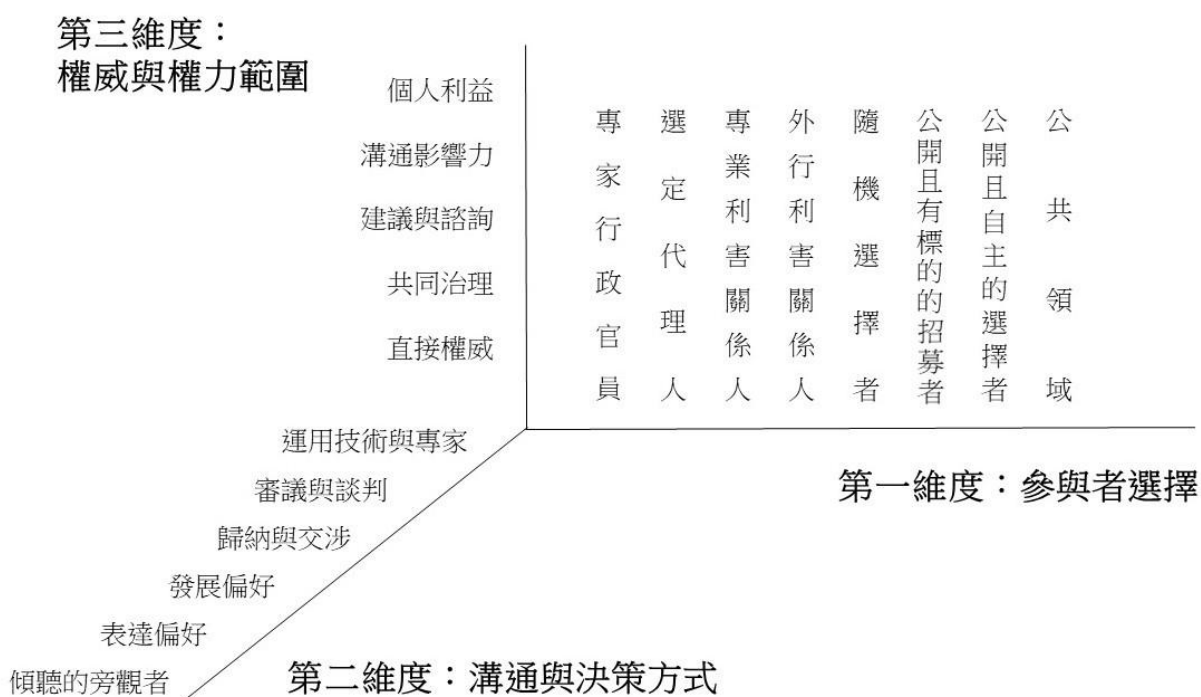 第三維度：
權威與權力範圍
個人利益
溝通影響力
建議與諮詢
共同治理
直接權威
專家行政官員
選定代理人
專業利害關係人
外行利害關係人
隨機選擇者
公開且有標的的招募者
公開且自主的選擇者
公共領域
第一維度：參與者選擇
運用技術與專家
審議與談判
歸納與交涉
發展偏好
表達偏好
傾聽的旁觀者
第二維度：溝通與決策方式